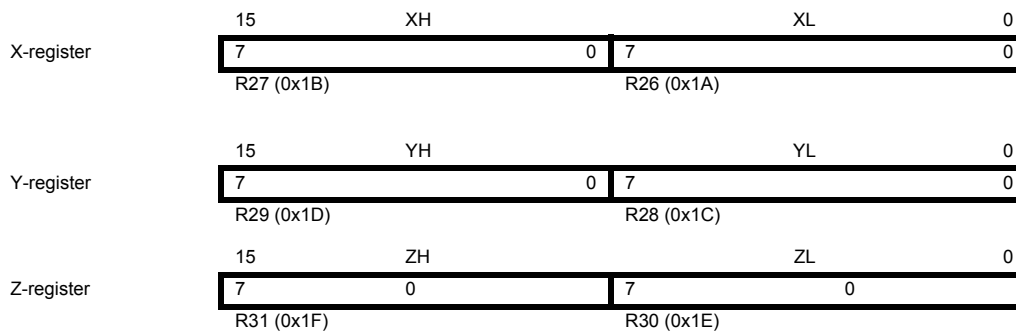 15 XH XL 0
X-register 7 0 7 0
R27 (0x1B) R26 (0x1A)
15 YH YL 0
Y-register 7 0 7 0
R29 (0x1D) R28 (0x1C)
15 ZH ZL 0
Z-register 7 0 7 0
R31 (0x1F) R30 (0x1E)